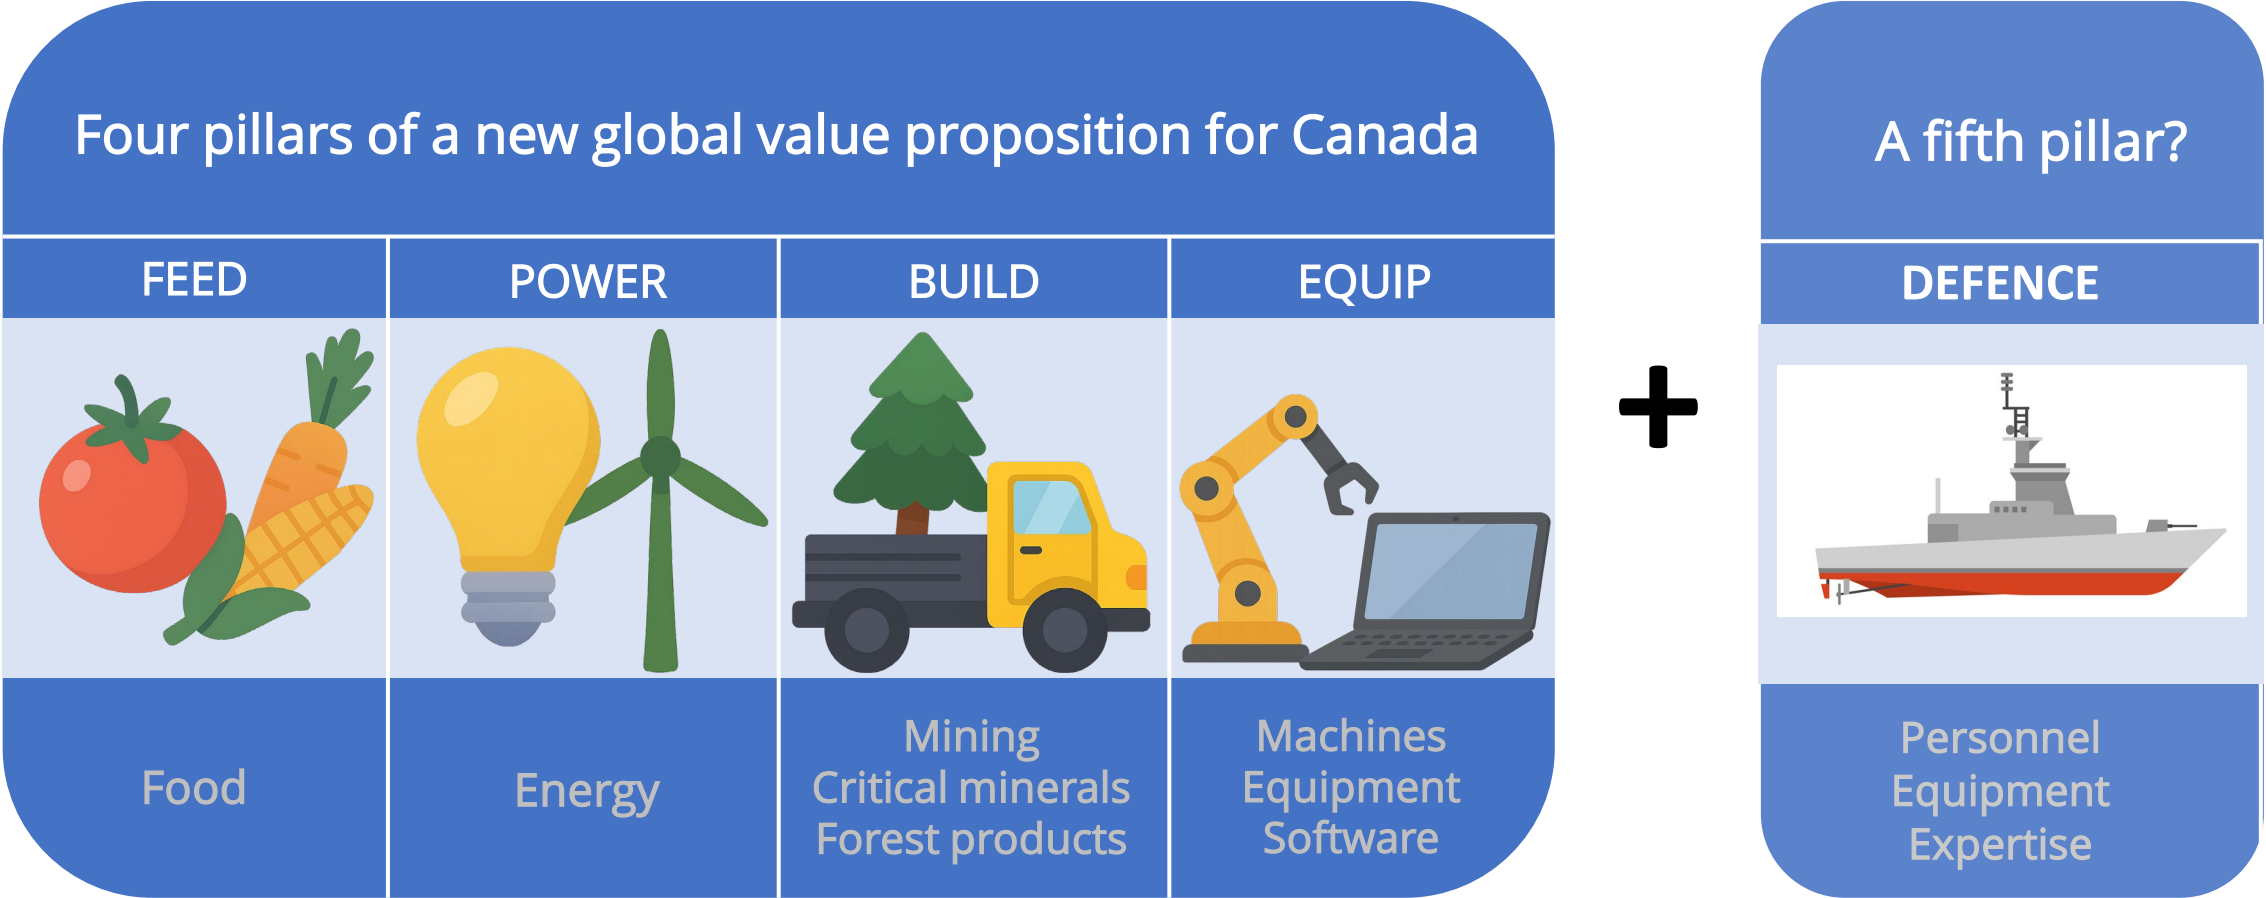 Four pillars of a new global value proposition for Canada
FEED
POWER
BUILD
EQUIP
Food
Energy
Mining
Critical minerals
Forest products
Machines
Equipment
Software
+
A fifth pillar?
DEFENCE
Personnel
Equipment
Expertise